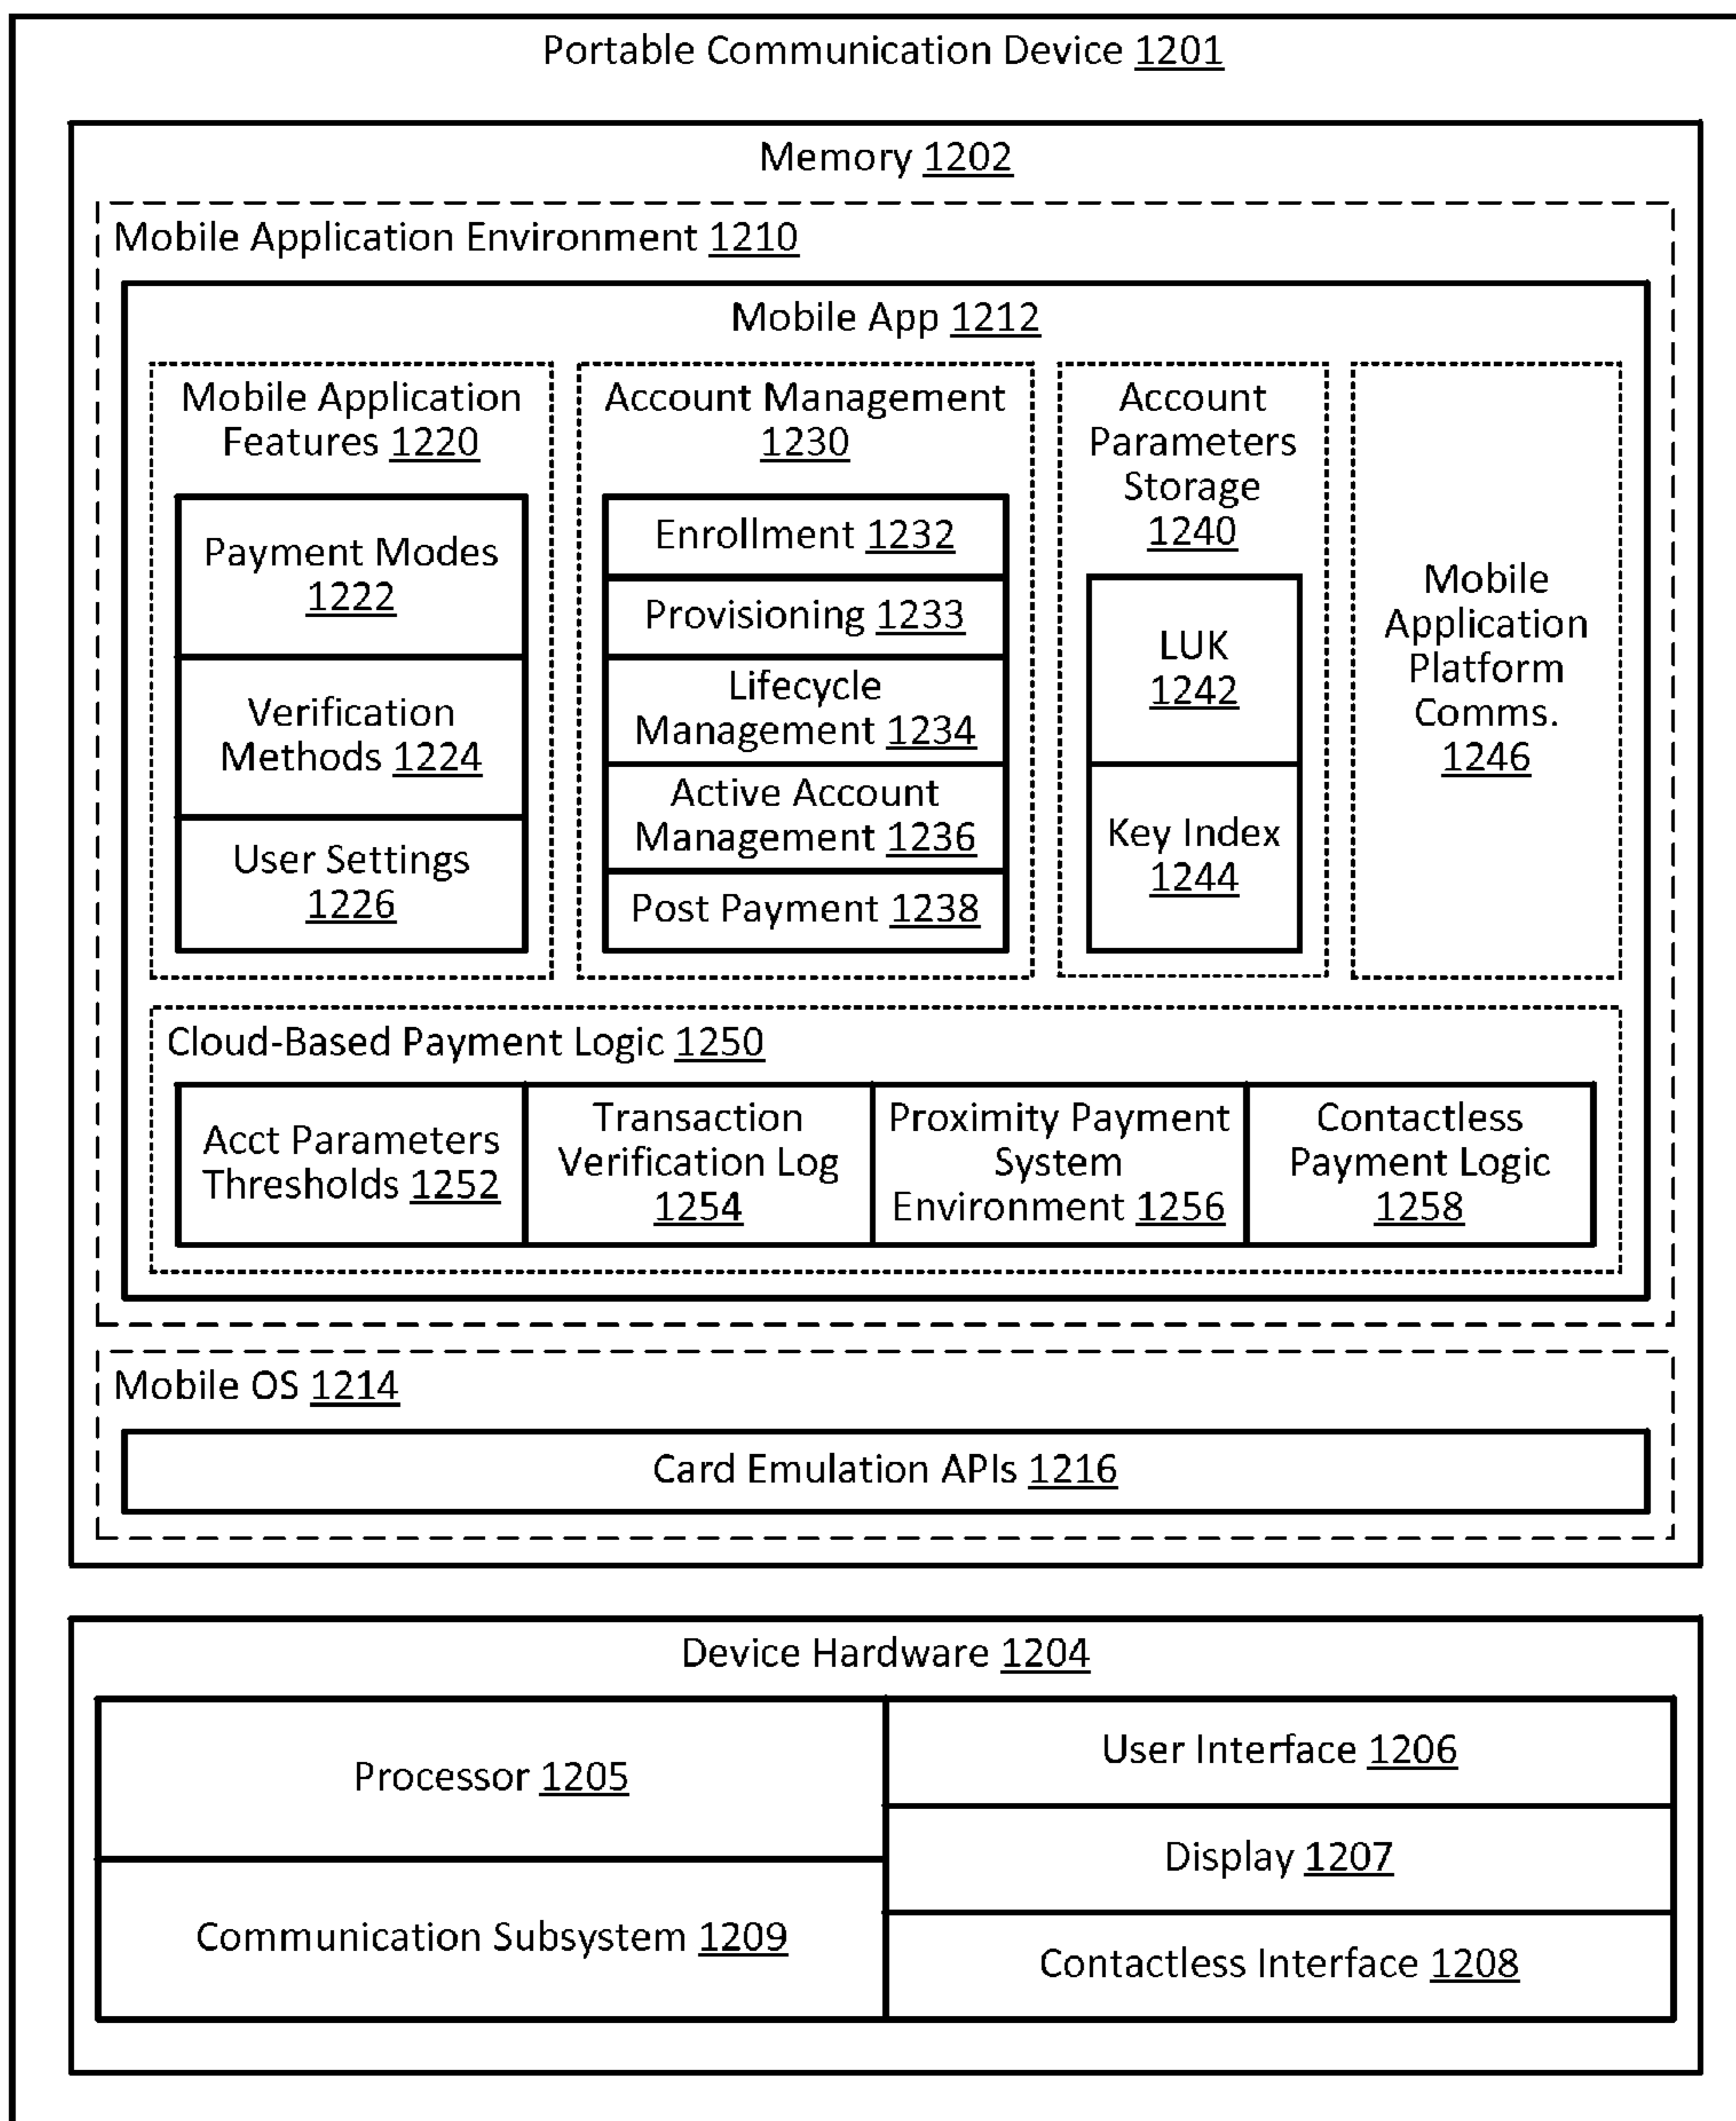 Portable Communication Device 1201
Memory 1202
Mobile Application Environment 1210
Mobile App 1212
Mobile Application
Features 1220
Payment Modes
1222
Verification
Methods 1224
User Settings
1226
Account Management
1230
Enrollment 1232
Provisioning 1233
Lifecycle
Management 1234
Active Account
Management 1236
Post Payment 1238
Account
Parameters
Storage
1240
LUK
1242
Key Index
1244
Mobile
Application
Platform
Comms.
1246
Cloud-Based Payment Logic 1250
Acct Parameters
Thresholds 1252
Transaction
Verification Log
1254
Proximity Payment
System
Environment 1256
Contactless
Payment Logic
1258
Mobile OS 1214
Card Emulation APIs 1216
Device Hardware 1204
Processor 1205
Communication Subsystem 1209
User Interface 1206
Display 1207
Contactless Interface 1208